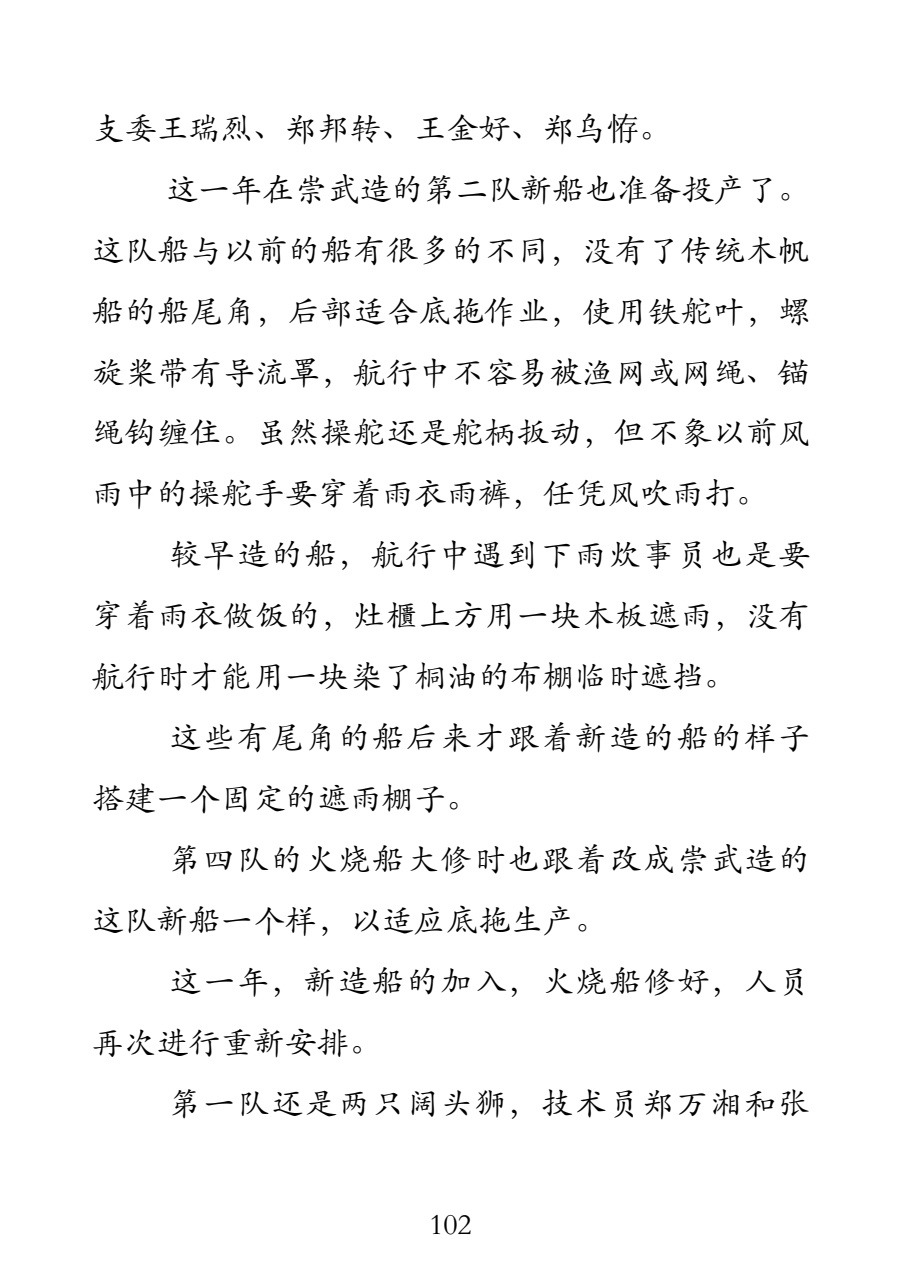 支委王瑞烈、郑邦转、王金好、郑乌㤓。
这一年在崇武造的第二队新船也准备投产了。
这队船与以前的船有很多的不同，没有了传统木帆
船的船尾角，后部适合底拖作业，使用铁舵叶，螺
旋桨带有导流罩，航行中不容易被渔网或网绳、锚
绳钩缠住。虽然操舵还是舵柄扳动，但不象以前风
雨中的操舵手要穿着雨衣雨裤，任凭风吹雨打。
较早造的船，航行中遇到下雨炊事员也是要
穿着雨衣做饭的，灶櫃上方用一块木板遮雨，没有
航行时才能用一块染了桐油的布棚临时遮挡。
这些有尾角的船后来才跟着新造的船的样子
搭建一个固定的遮雨棚子。
第四队的火烧船大修时也跟着改成崇武造的
这队新船一个样，以适应底拖生产。
这一年，新造船的加入，火烧船修好，人员
再次进行重新安排。
第一队还是两只阔头狮，技术员郑万湘和张
102